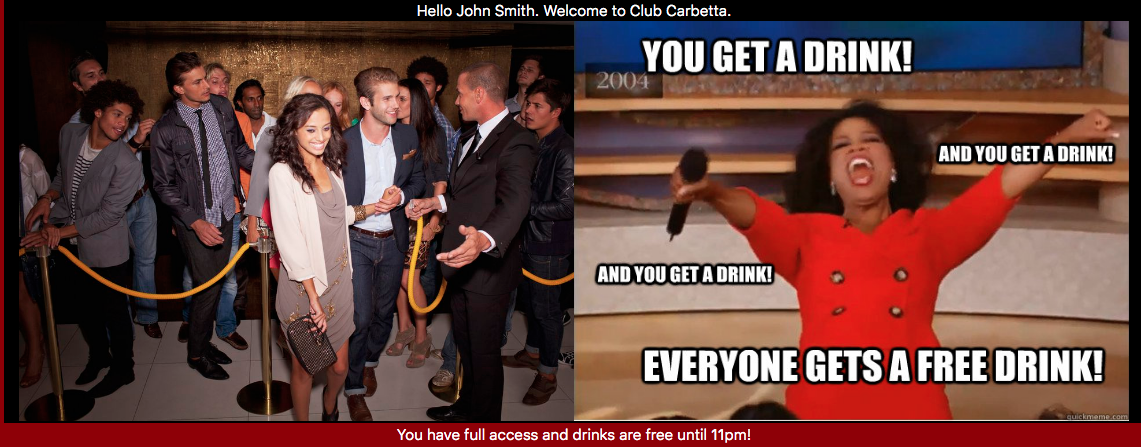 Hello John Smith. Welcome to Club Carbetta.
YOU GET A DRINK!
2004
AND YOU GET A DRINK!
AND YOU GET A DRINK!
EVERYONE GETS A FREE DRINK!
quickmeme.com
You have full access and drinks are free until 11pm!